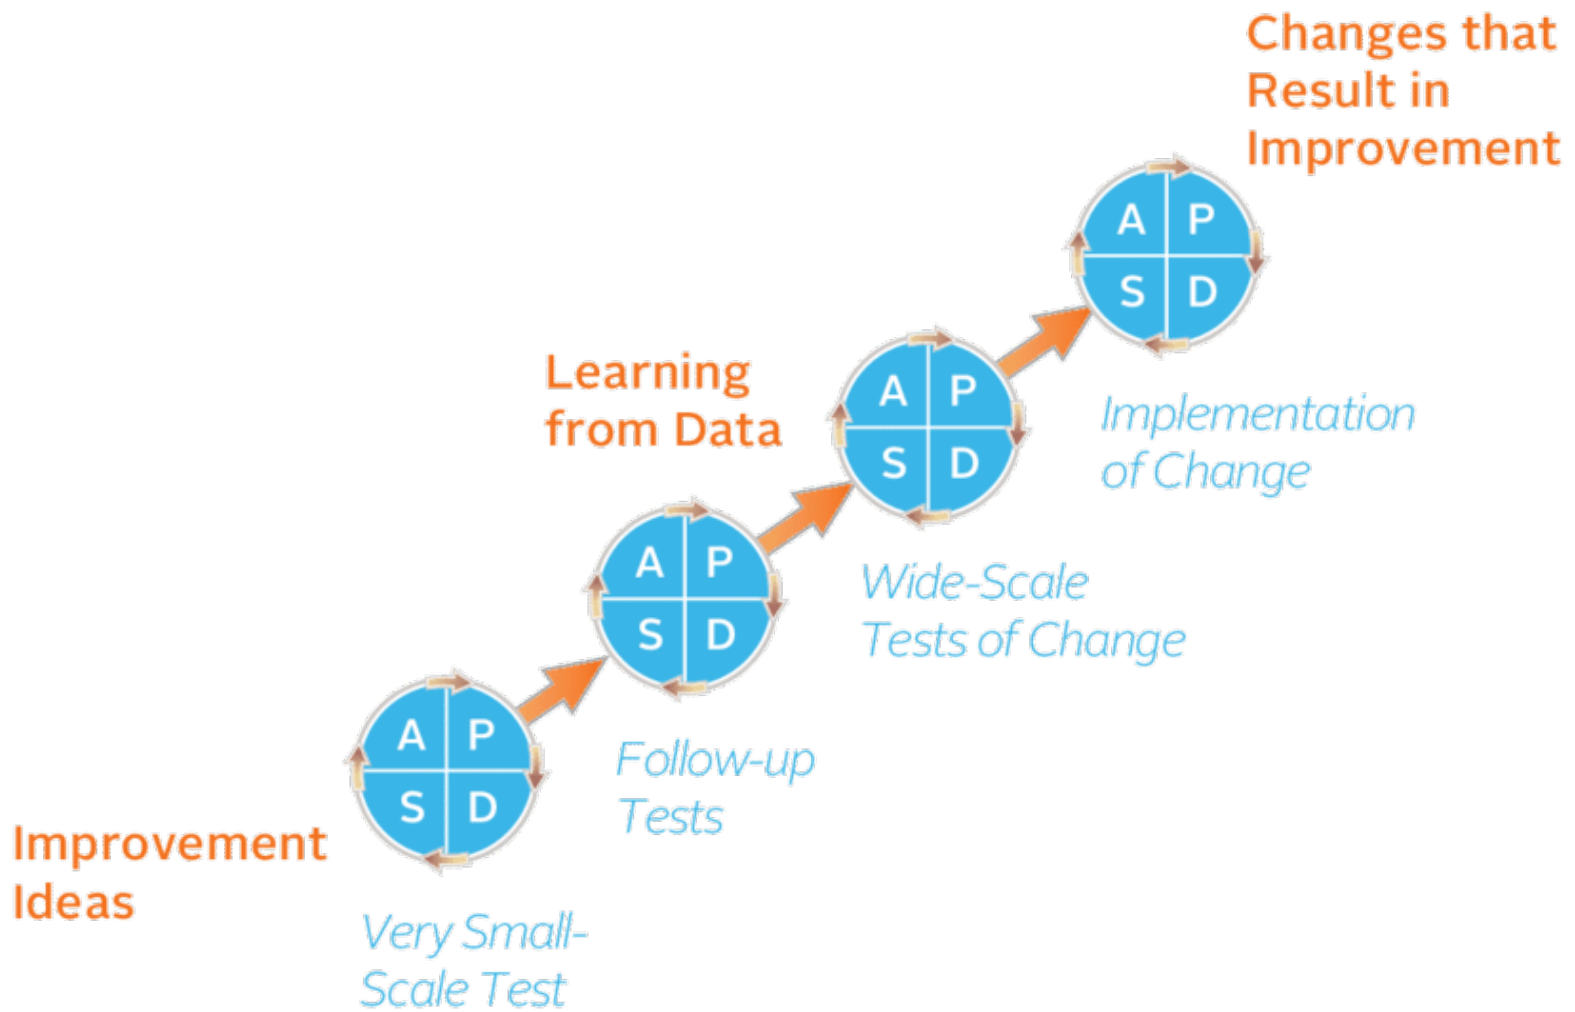 Changes that
Result in
Improvement
A P
S D
Implementation
of Change
Learning
from Data
A P
S D
Wide-Scale
Tests of Change
A P
S D
Follow-up
Tests
A P
S D
Improvement
Ideas
Very Small-
Scale Test